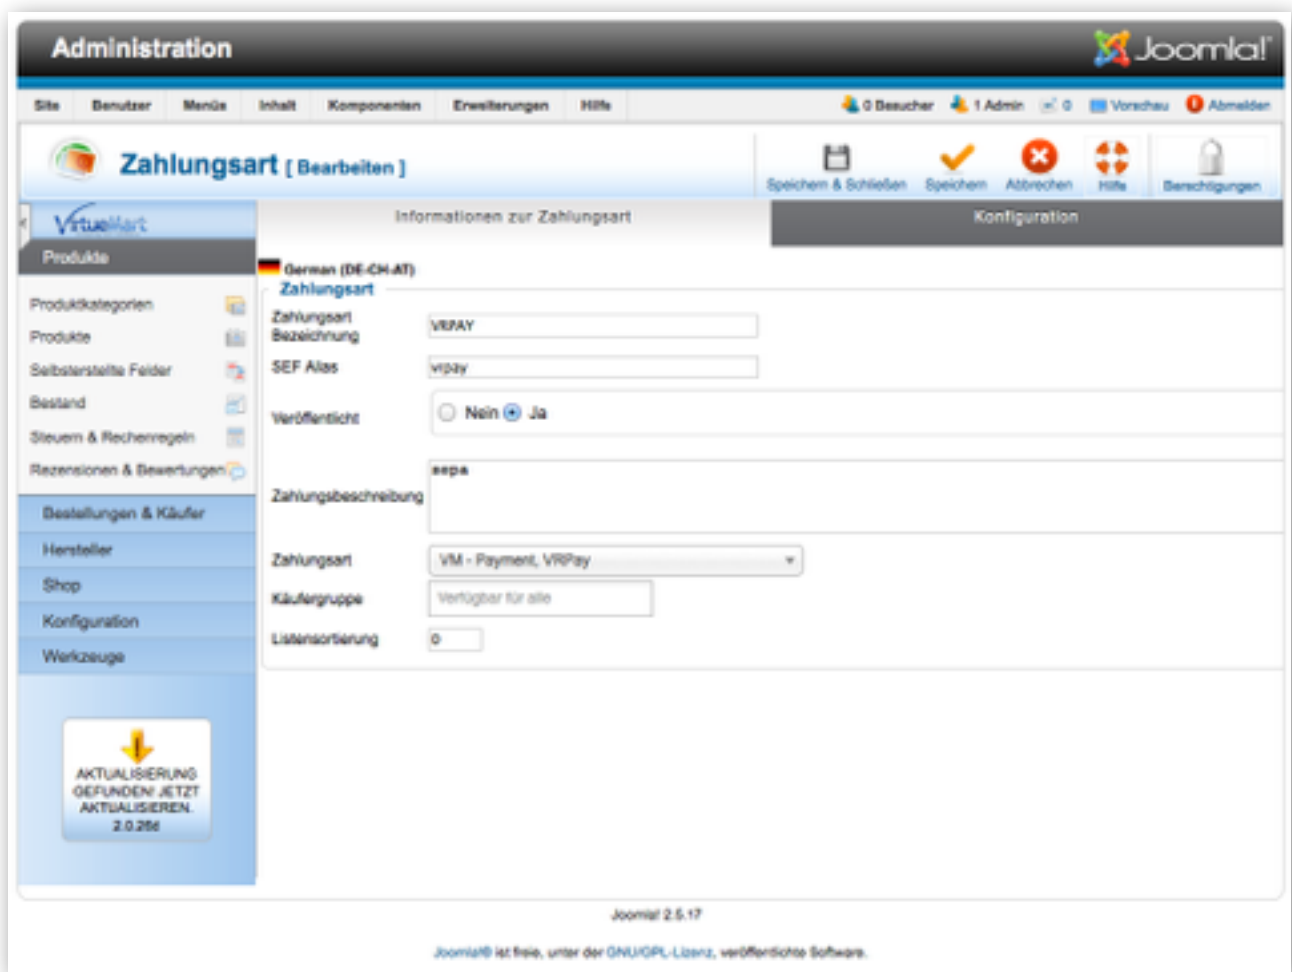 Administration
Joomla!
Site Benutzer Menüs Inhalt Komponenten Erweiterungen Hilfe 0 Besucher 1 Admin 0 Vorschau Abmelden
Zahlungsart [ Bearbeiten ]
Speichern & Schließen Speichern Abbrechen Hilfe Berechtigungen
VirtueMart
Informationen zur Zahlungsart
Konfiguration
Produkte
Produktkategorien
Produkte
Selbsterstellte Felder
Bestand
Steuern & Rechenregeln
Rezensionen & Bewertungen
Bestellungen & Käufer
Hersteller
Shop
Konfiguration
Werkzeuge
AKTUALISIERUNG
GEFUNDEN! JETZT
AKTUALISIEREN.
2.0.26d
German (DE-CH-AT)
Zahlungsart
Zahlungsart
Bezeichnung
VRPAY
SEF Alias
vrpay
Veröffentlicht
Nein Ja
Zahlungsbeschreibung
sepa
Zahlungsart
VM - Payment, VRPay
Käufergruppe
Verfügbar für alle
Listensortierung
0
Joomla! 2.5.17
Joomla!® ist freie, unter der GNU/GPL-Lizenz, veröffentlichte Software.